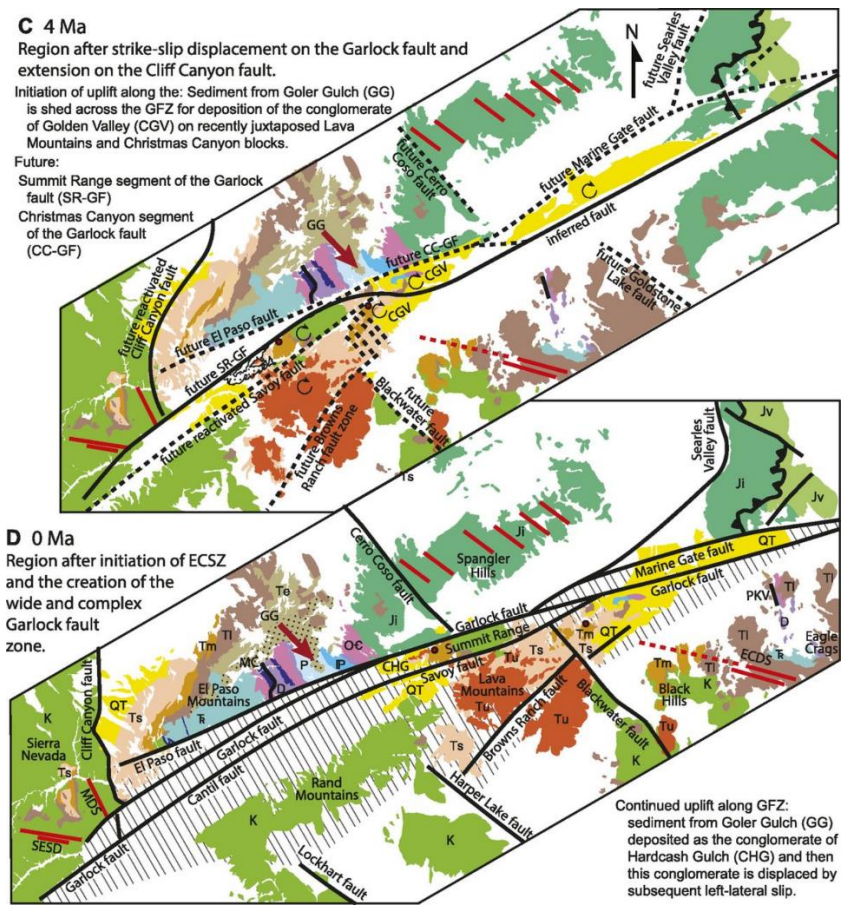 C 4 Ma
Region after strike-slip displacement on the Garlock fault and
extension on the Cliff Canyon fault.
Initiation of uplift along the: Sediment from Goler Gulch (GG)
is shed across the GFZ for deposition of the conglomerate
of Golden Valley (CGV) on recently juxtaposed Lava
Mountains and Christmas Canyon blocks.
Future:
Summit Range segment of the Garlock
fault (SR-GF)
Christmas Canyon segment
of the Garlock fault
(CC-GF)
N
future Searles
Valley fault
future Cerro
Coso fault
future Marine Gate fault
GG
future CC-GF
CGV
inferred fault
future reactivated
Cliff Canyon fault
future El Paso fault
CGV
future Goldstone
Lake fault
future SR-GF
future reactivated Savoy fault
future Browns
Ranch fault zone
future
Blackwater fault
Ts
D 0 Ma
Region after initiation of ECSZ
and the creation of the
wide and complex
Garlock fault
zone.
Searles
Valley fault
Jv
Ji
Jv
Cerro Coso fault
Ji
Spangler
Hills
Marine Gate fault
QT
Garlock fault
Te
GG
Ji
Garlock fault
Tl
Tm
MC
P
IP
OC
D
CHG
Summit Range
Savoy fault
QT
Tu
Ts
Tm
Ts
QT
PKV
Tl
Tl
D
Tl
Eagle
Crags
ECDS
Cliff Canyon fault
QT
Ts
El Paso
Mountains
El Paso fault
Garlock fault
Cantil fault
Lava
Mountains
Tu
Browns Ranch fault
Tu
Blackwater fault
Tm
Tl
K
Black
Hills
Tu
K
K
Sierra
Nevada
Ts
MDS
SESD
Garlock fault
Ts
Rand
Mountains
K
K
Harper Lake fault
Lockhart fault
Continued uplift along GFZ:
sediment from Goler Gulch (GG)
deposited as the conglomerate of
Hardcash Gulch (CHG) and then
this conglomerate is displaced by
subsequent left-lateral slip.